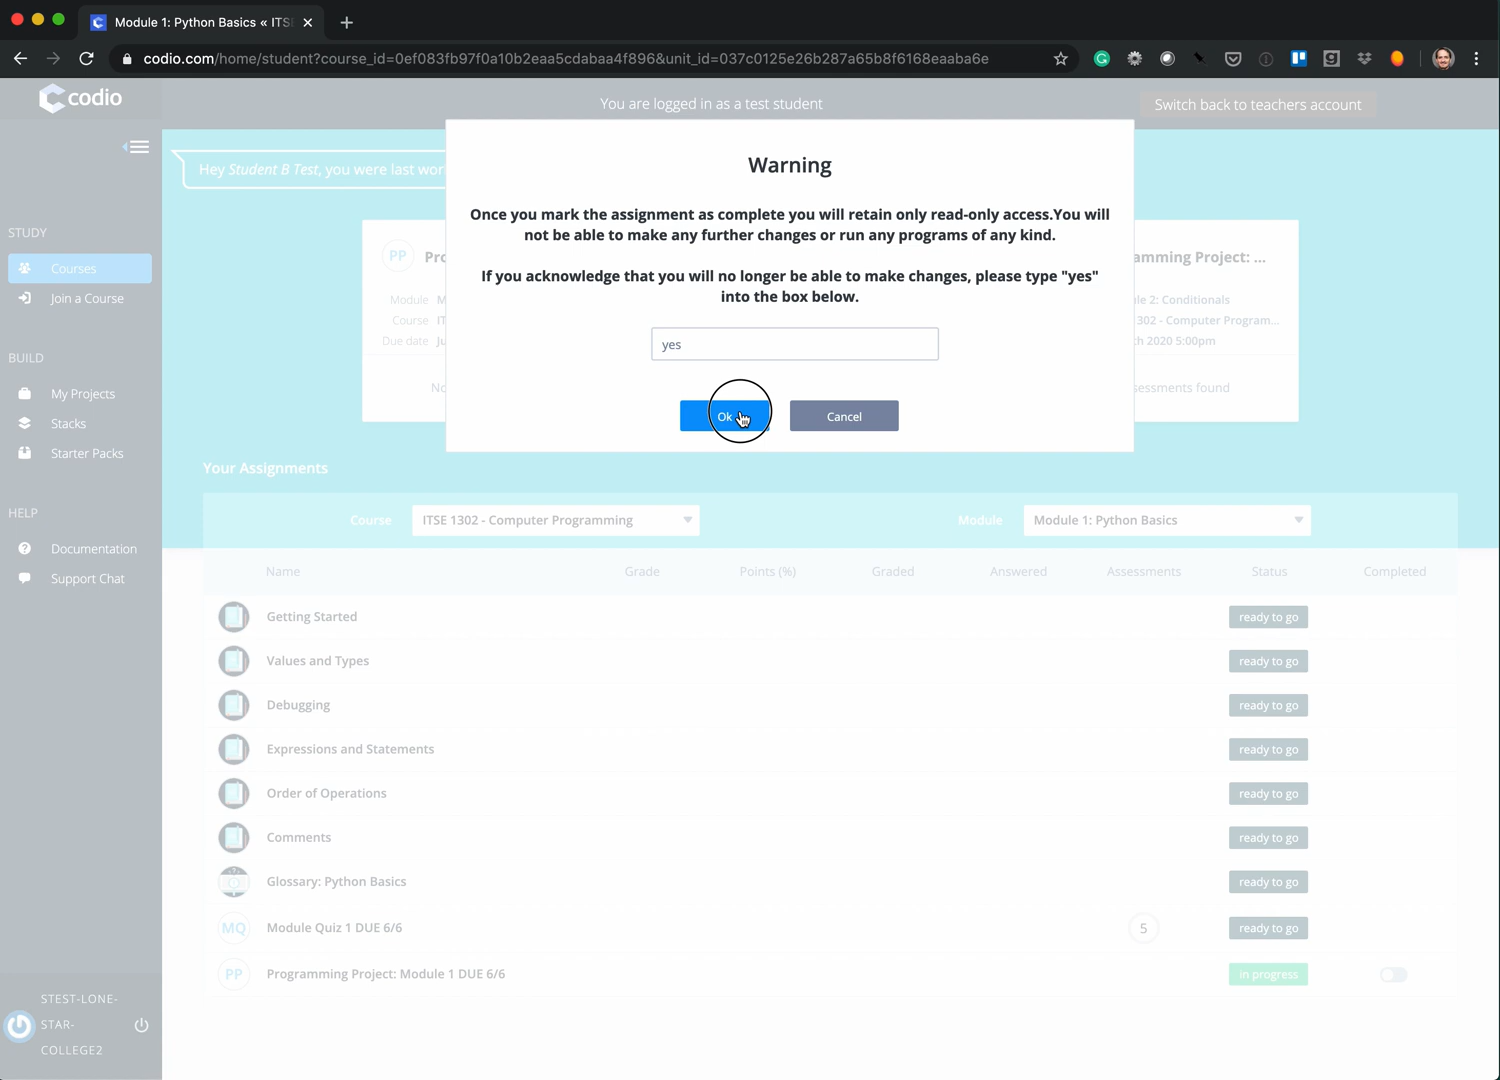 Module 1: Python Basics « ITS
codio.com/home/student?course_id=0ef083fb97f0a10b2eaa5cdabaa4f896&unit_id=037c0125e26b287a65b8f6168eaaba6e
codio
You are logged in as a test student
Switch back to teachers account
Hey Student B Test, you were last wor
Warning
Once you mark the assignment as complete you will retain only read-only access.You will
not be able to make any further changes or run any programs of any kind.
If you acknowledge that you will no longer be able to make changes, please type "yes"
into the box below.
yes
Ok
Cancel
PP
Pro
Module M
Course IT
Due date Ju
No
amming Project: ...
le 2: Conditionals
302 - Computer Program...
h 2020 5:00pm
sessments found
STUDY
Courses
Join a Course
BUILD
My Projects
Stacks
Starter Packs
HELP
Documentation
Support Chat
STEST-LONE-
STAR-
COLLEGE2
Your Assignments
Course
ITSE 1302 - Computer Programming
Module
Module 1: Python Basics
Name Grade Points (%) Graded Answered Assessments Status Completed
Getting Started ready to go
Values and Types ready to go
Debugging ready to go
Expressions and Statements ready to go
Order of Operations ready to go
Comments ready to go
Glossary: Python Basics ready to go
MQ Module Quiz 1 DUE 6/6 5 ready to go
PP Programming Project: Module 1 DUE 6/6 in progress